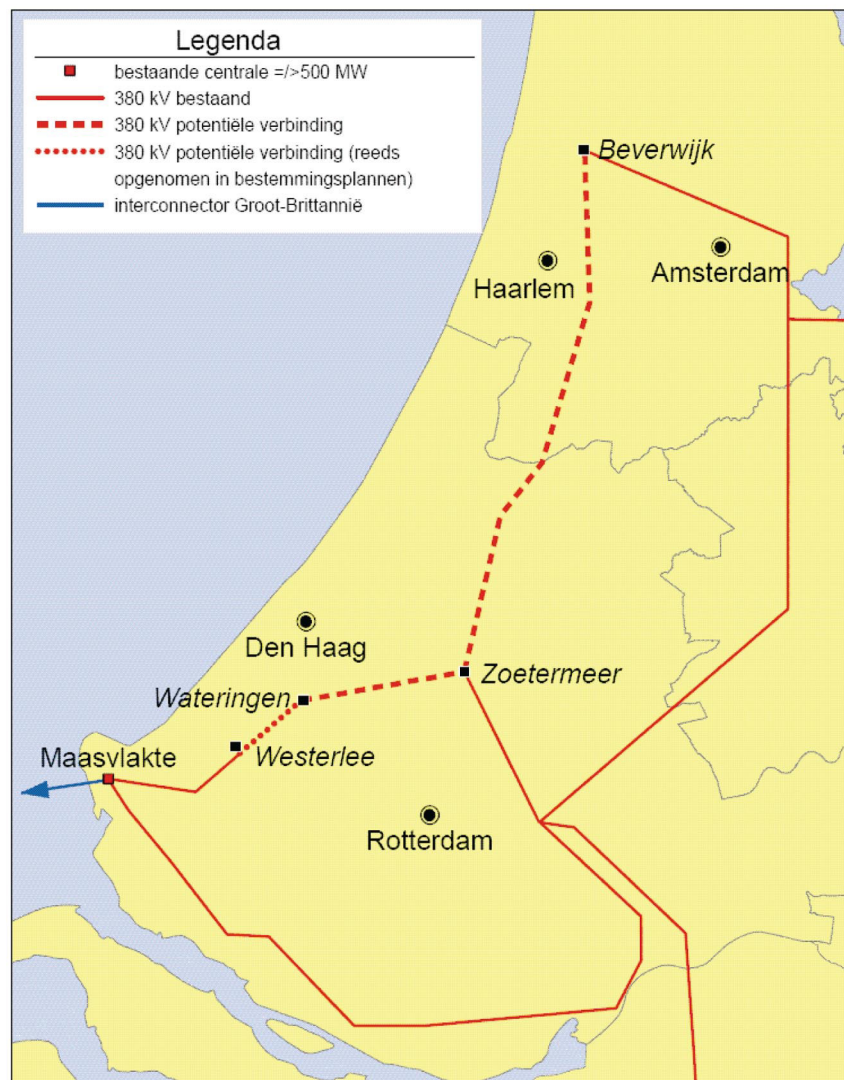 Legenda
bestaande centrale =/>500 MW
380 kV bestaand
380 kV potentiële verbinding
380 kV potentiële verbinding (reeds
opgenomen in bestemmingsplannen)
interconnector Groot-Brittannië
Beverwijk
Haarlem
Amsterdam
Den Haag
Zoetermeer
Wateringen
Westerlee
Maasvlakte
Rotterdam